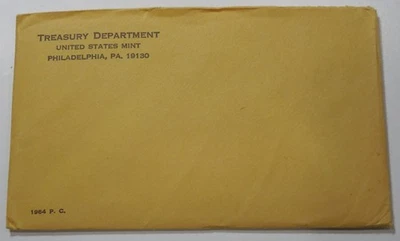 TREASURY DEPARTMENT
UNITED STATES MINT
PHILADELPHIA, PA. 19130
1964 P. C.